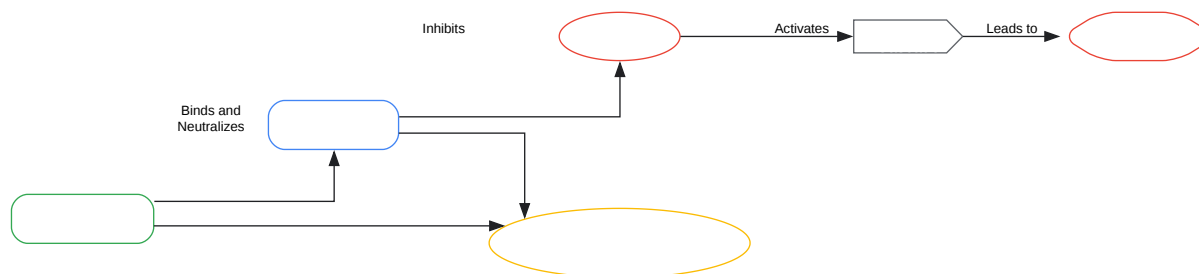 Inhibits
Activates
Leads to
Binds and
Neutralizes